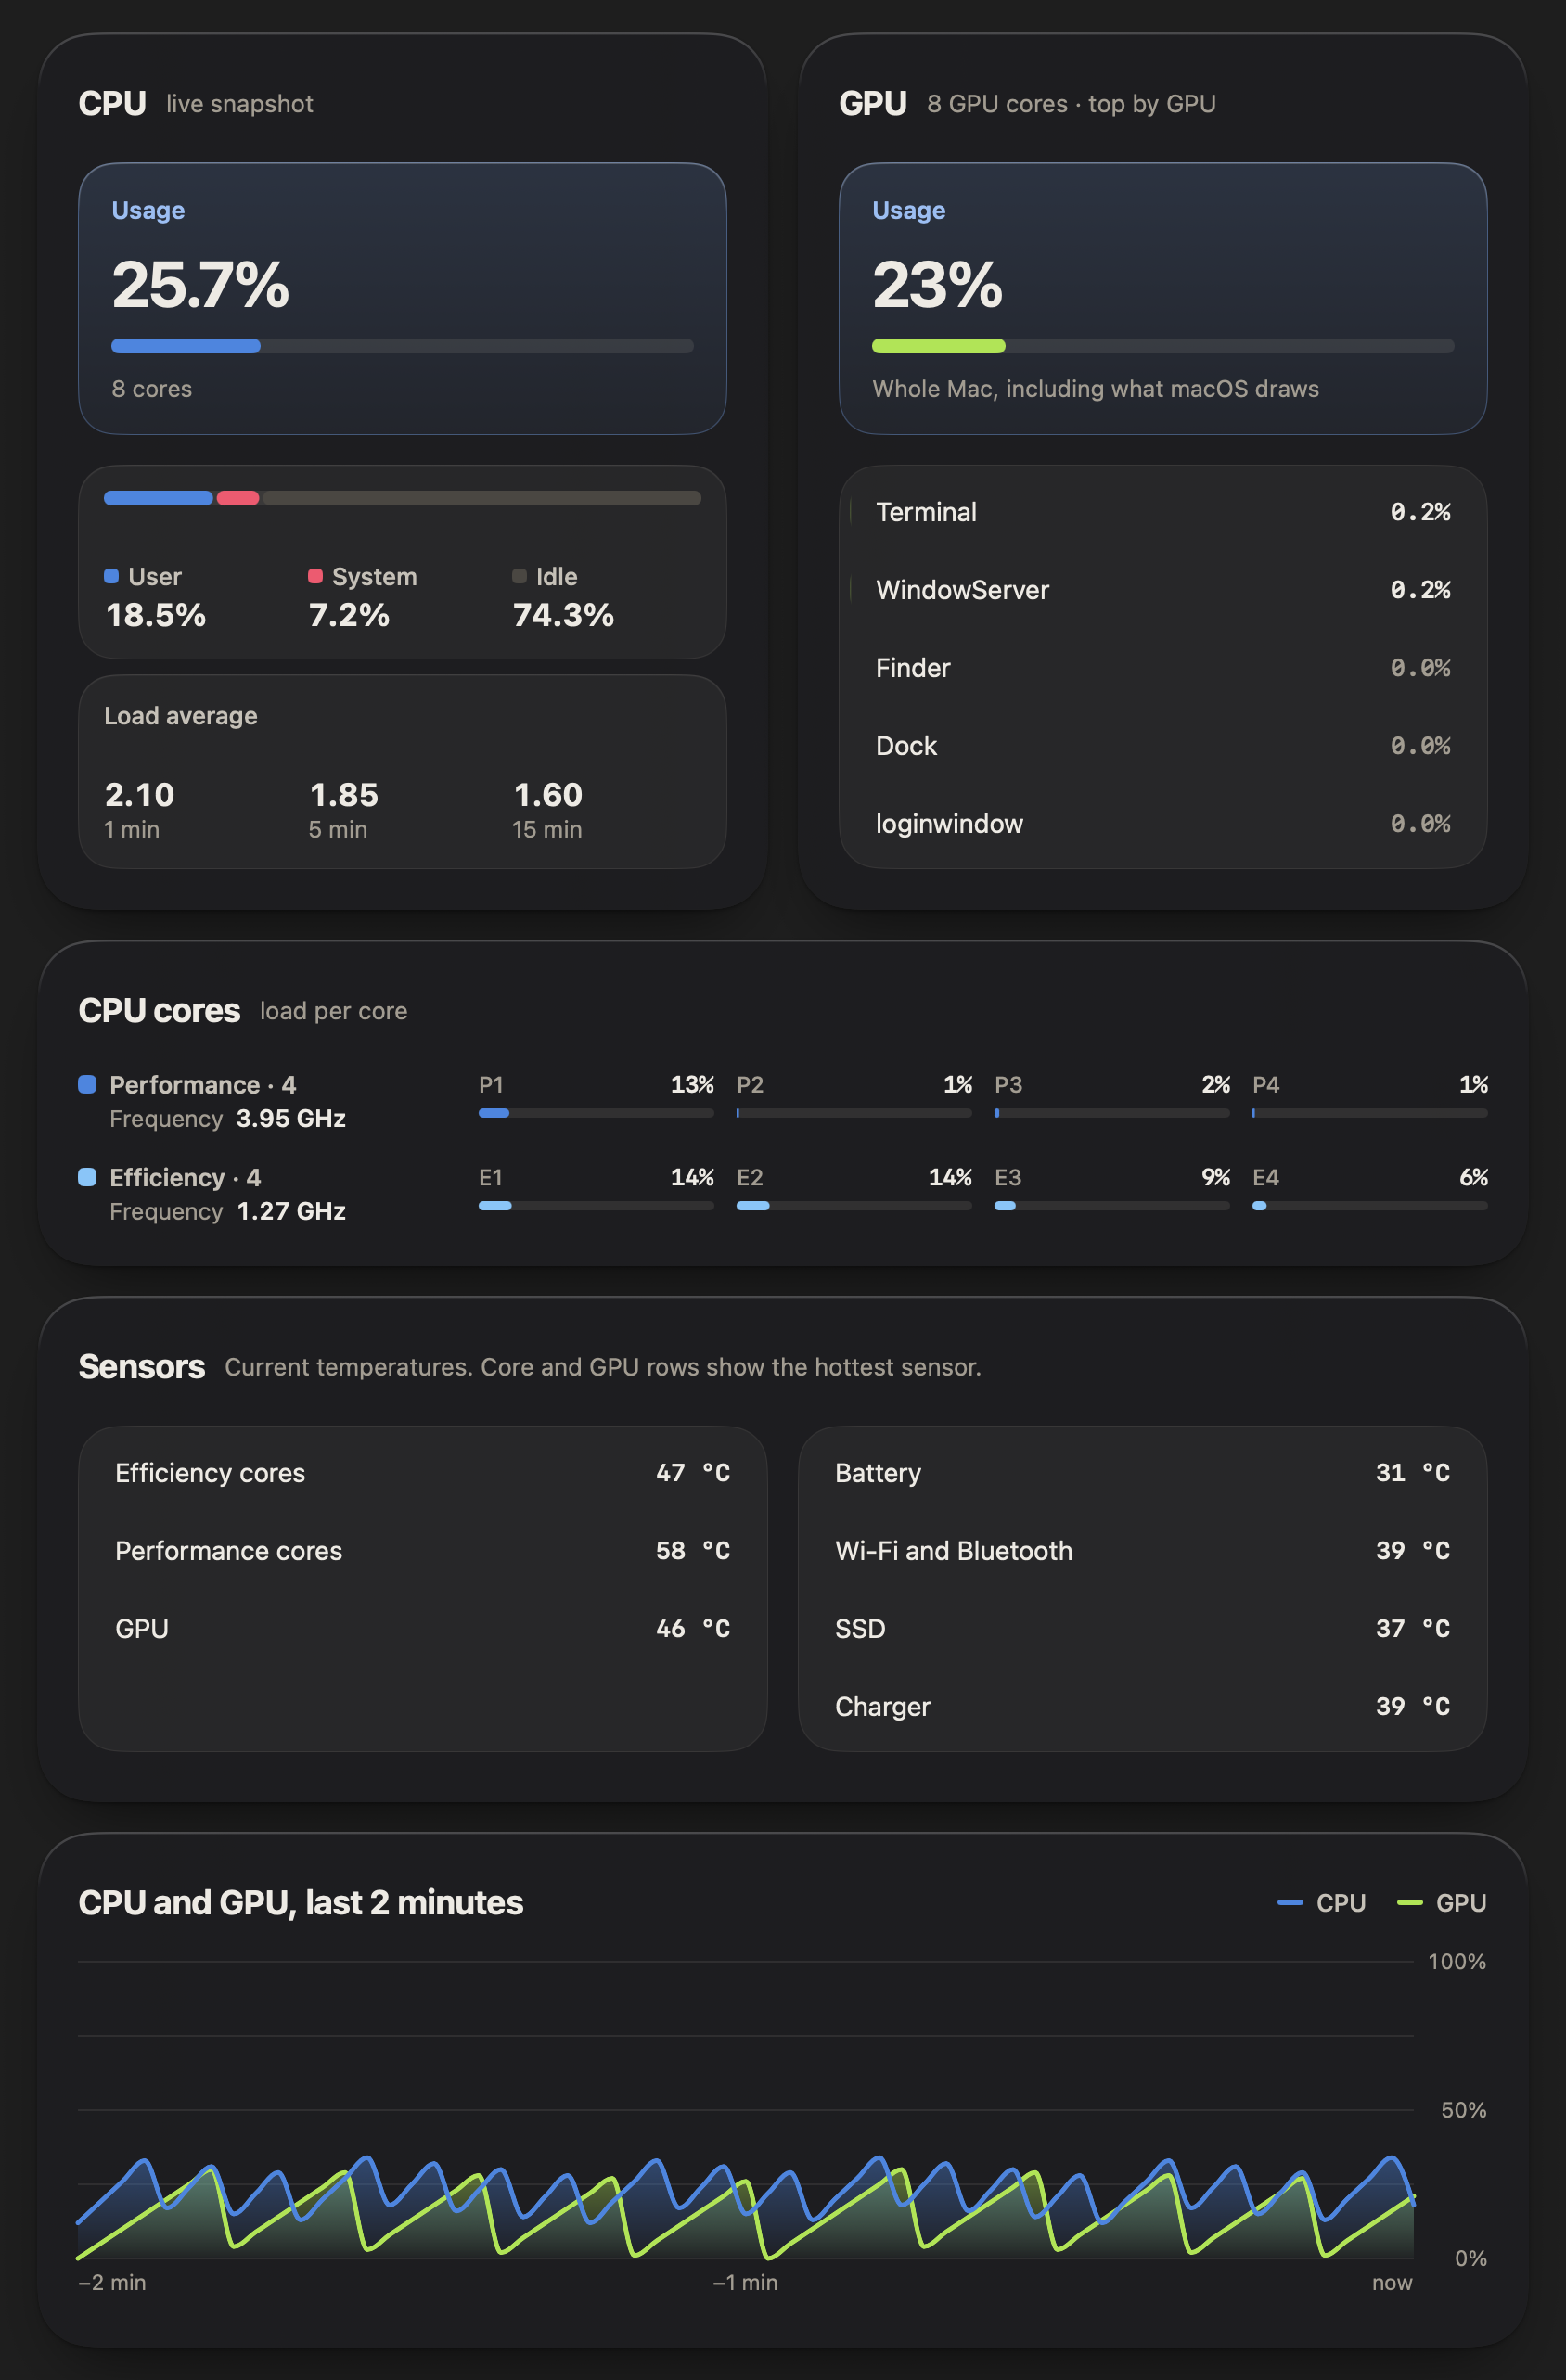 CPU live snapshot
Usage
25.7%
8 cores
User System Idle
18.5% 7.2% 74.3%
Load average
2.10 1.85 1.60
1 min 5 min 15 min
GPU 8 GPU cores · top by GPU
Usage
23%
Whole Mac, including what macOS draws
Terminal 0.2%
WindowServer 0.2%
Finder 0.0%
Dock 0.0%
loginwindow 0.0%
CPU cores load per core
Performance · 4
Frequency 3.95 GHz
P1 13% P2 1% P3 2% P4 1%
Efficiency · 4
Frequency 1.27 GHz
E1 14% E2 14% E3 9% E4 6%
Sensors Current temperatures. Core and GPU rows show the hottest sensor.
Efficiency cores 47 °C
Performance cores 58 °C
GPU 46 °C
Battery 31 °C
Wi-Fi and Bluetooth 39 °C
SSD 37 °C
Charger 39 °C
CPU and GPU, last 2 minutes
CPU GPU
100%
50%
0%
−2 min −1 min now